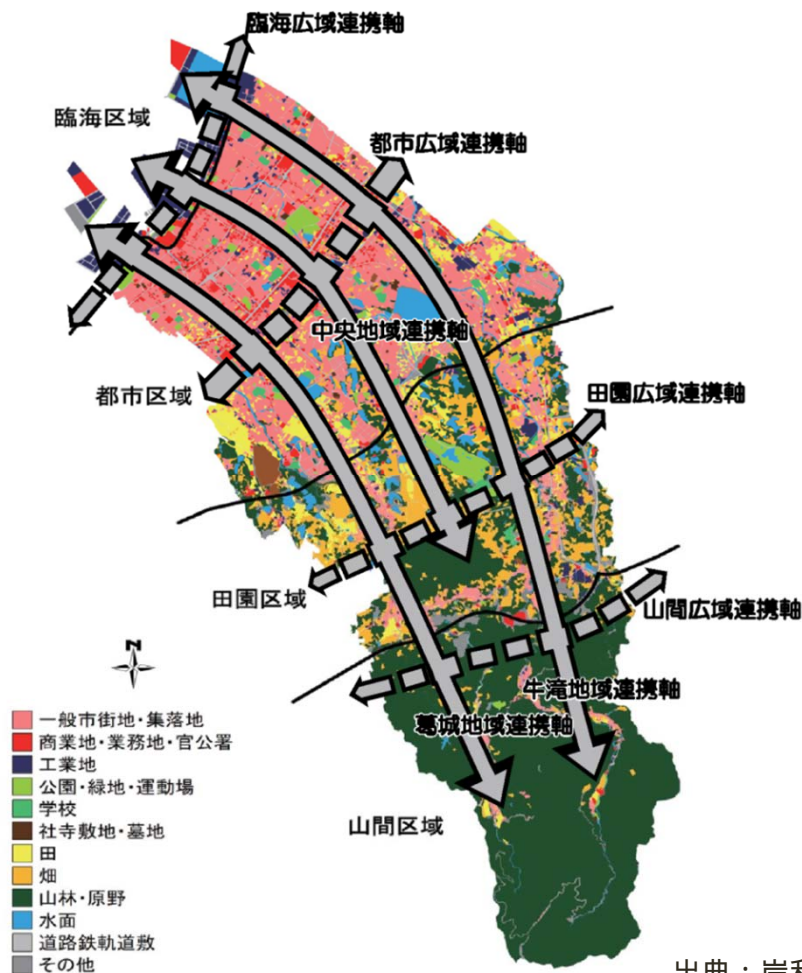 臨海広域連携軸
臨海区域
都市広域連携軸
中央地域連携軸
都市区域
田園広域連携軸
田園区域
山間広域連携軸
N
牛滝地域連携軸
葛城地域連携軸
山間区域
一般市街地・集落地
商業地・業務地・官公署
工業地
公園・緑地・運動場
学校
社寺敷地・墓地
田
畑
山林・原野
水面
道路鉄軌道敷
その他
出典：岸